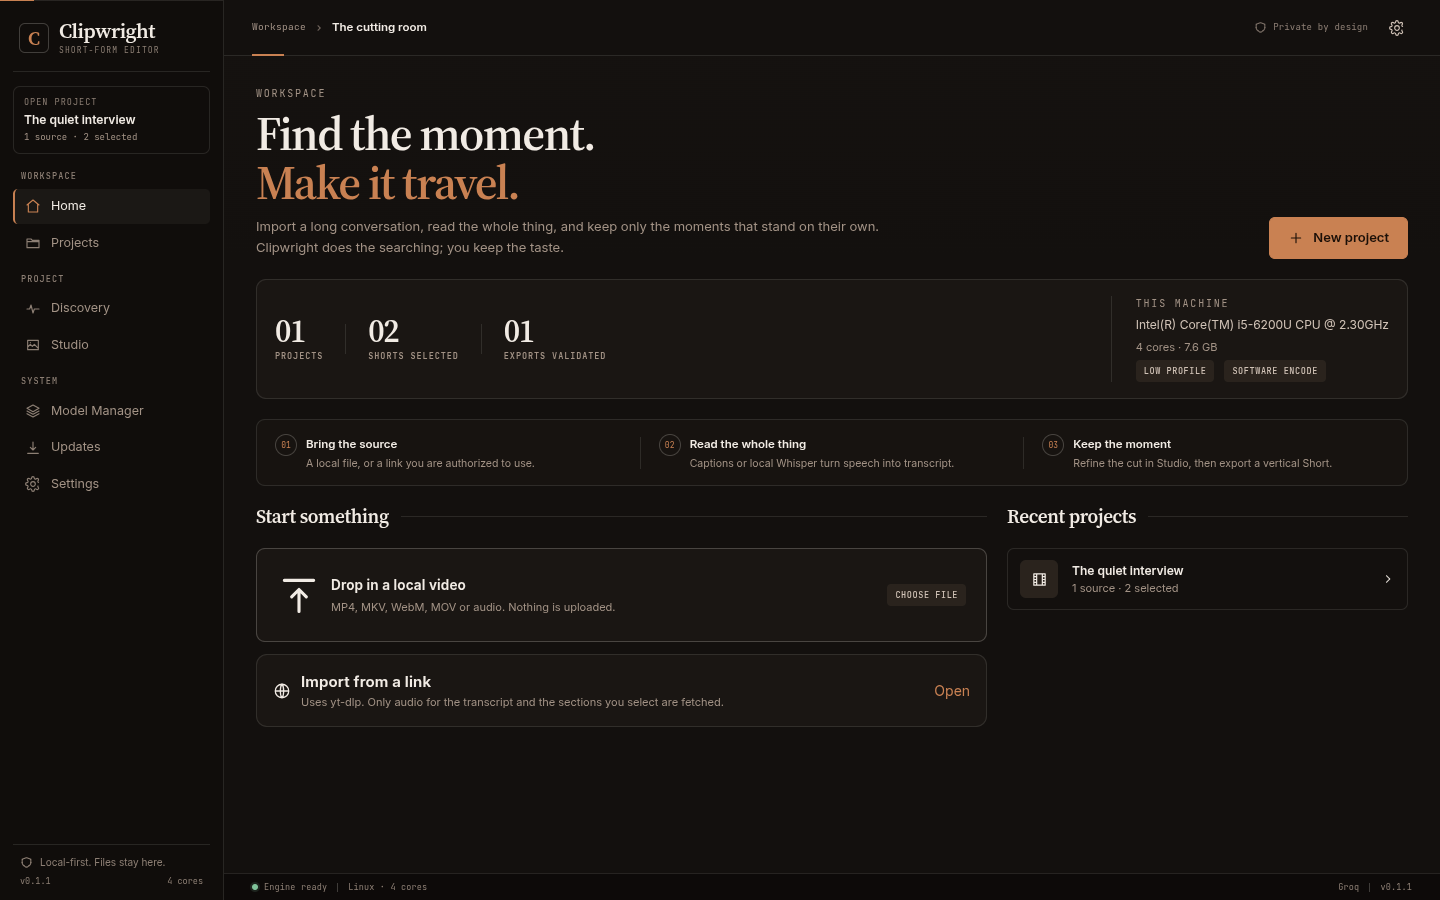 C
Clipwright
SHORT-FORM EDITOR
OPEN PROJECT
The quiet interview
1 source · 2 selected
WORKSPACE
Home
Projects
PROJECT
Discovery
Studio
SYSTEM
Model Manager
Updates
Settings
Local-first. Files stay here.
v0.1.1
4 cores
Workspace
The cutting room
Private by design
WORKSPACE
Find the moment.
Make it travel.
Import a long conversation, read the whole thing, and keep only the moments that stand on their own.
Clipwright does the searching; you keep the taste.
New project
01
PROJECTS
02
SHORTS SELECTED
01
EXPORTS VALIDATED
THIS MACHINE
Intel(R) Core(TM) i5-6200U CPU @ 2.30GHz
4 cores · 7.6 GB
LOW PROFILE
SOFTWARE ENCODE
01
Bring the source
A local file, or a link you are authorized to use.
02
Read the whole thing
Captions or local Whisper turn speech into transcript.
03
Keep the moment
Refine the cut in Studio, then export a vertical Short.
Start something
Drop in a local video
MP4, MKV, WebM, MOV or audio. Nothing is uploaded.
CHOOSE FILE
Import from a link
Uses yt-dlp. Only audio for the transcript and the sections you select are fetched.
Open
Recent projects
The quiet interview
1 source · 2 selected
Engine ready | Linux · 4 cores
Groq | v0.1.1